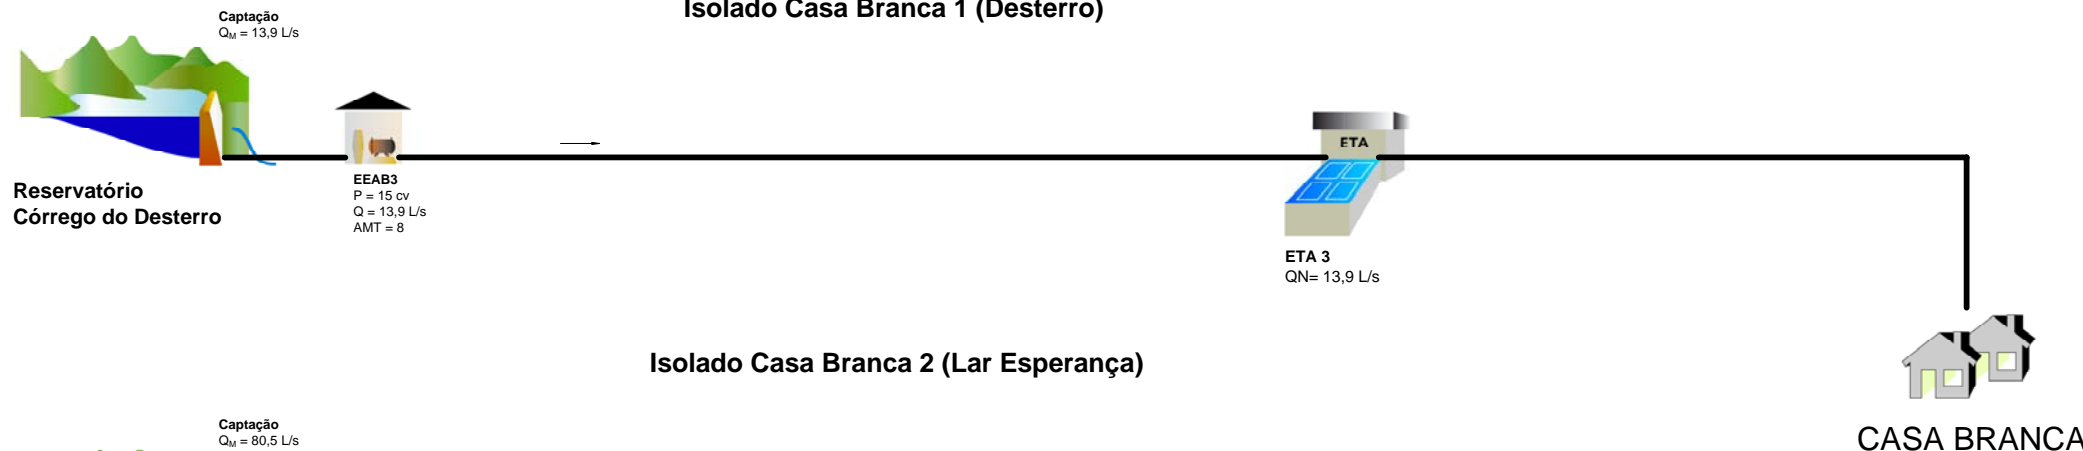 Isolado Casa Branca 1 (Desterro)
Captação
QM = 13,9 L/s
Reservatório
Córrego do Desterro
EEAB3
P = 15 cv
Q = 13,9 L/s
AMT = 8
ETA
ETA 3
QN= 13,9 L/s
Isolado Casa Branca 2 (Lar Esperança)
Captação
QM = 80,5 L/s
CASA BRANCA